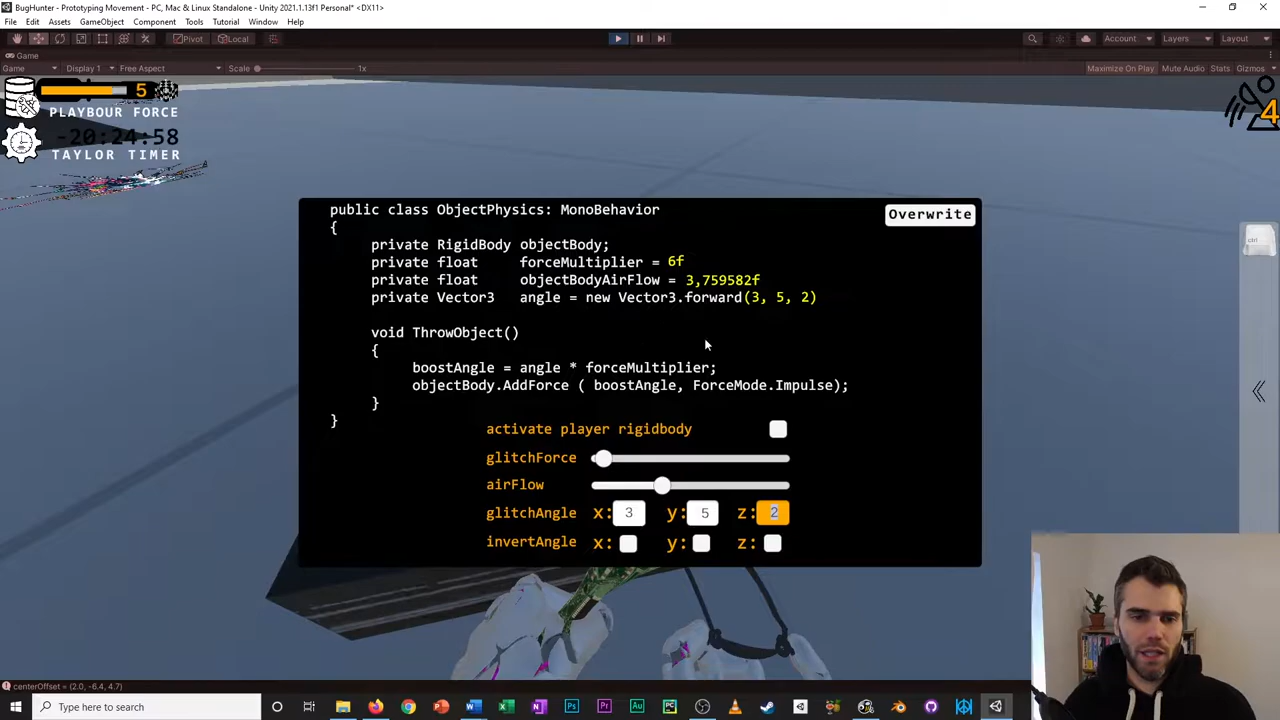 BugHunter - Prototyping Movement - PC, Mac & Linux Standalone - Unity 2021.1.13f1 Personal* <DX11>
File Edit Assets GameObject Component Tools Tutorial Window Help
Pivot Local Account Layers Layout
Game
Game Display 1 Free Aspect Scale 1x Maximize On Play Mute Audio Stats Gizmos
5
PLAYBOUR FORCE
-20:24:58
TAYLOR TIMER
4
Overwrite
public class ObjectPhysics: MonoBehavior
{
private RigidBody objectBody;
private float forceMultiplier = 6f
private float objectBodyAirFlow = 3,759582f
private Vector3 angle = new Vector3.forward(3, 5, 2)
void ThrowObject()
{
boostAngle = angle * forceMultiplier;
objectBody.AddForce ( boostAngle, ForceMode.Impulse);
}
}
activate player rigidbody
glitchForce
airFlow
glitchAngle x: 3 y: 5 z: 2
invertAngle x: y: z:
ctrl
centerOffset = (2.0, -6.4, 4.7)
Type here to search